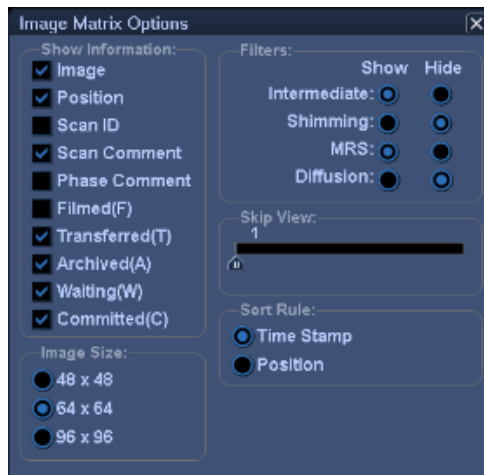 Image Matrix Options
Show Information:
Image
Position
Scan ID
Scan Comment
Phase Comment
Filmed(F)
Transferred(T)
Archived(A)
Waiting(W)
Committed(C)
Image Size:
48 x 48
64 x 64
96 x 96
Filters:
Show Hide
Intermediate:
Shimming:
MRS:
Diffusion:
Skip View:
1
Sort Rule:
Time Stamp
Position